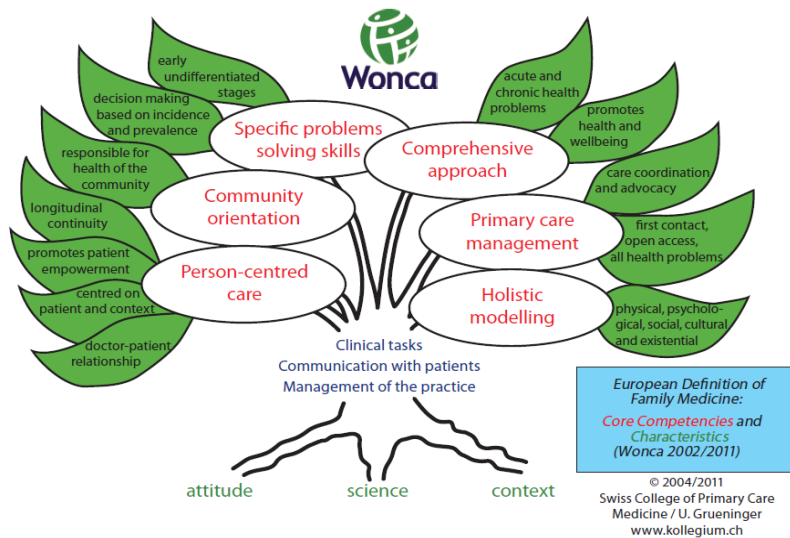 Wonca
early
undifferentiated
stages
decision making
based on incidence
and prevalence
responsible for
health of the
community
longitudinal
continuity
promotes patient
empowerment
centred on
patient and context
doctor-patient
relationship
Specific problems
solving skills
Community
orientation
Person-centred
care
Comprehensive
approach
Primary care
management
Holistic
modelling
acute and
chronic health
problems
promotes
health and
wellbeing
care coordination
and advocacy
first contact,
open access,
all health problems
physical, psycholo-
gical, social, cultural
and existential
Clinical tasks
Communication with patients
Management of the practice
attitude
science
context
European Definition of
Family Medicine:
Core Competencies and
Characteristics
(Wonca 2002/2011)
© 2004/2011
Swiss College of Primary Care
Medicine / U. Grueninger
www.kollegium.ch